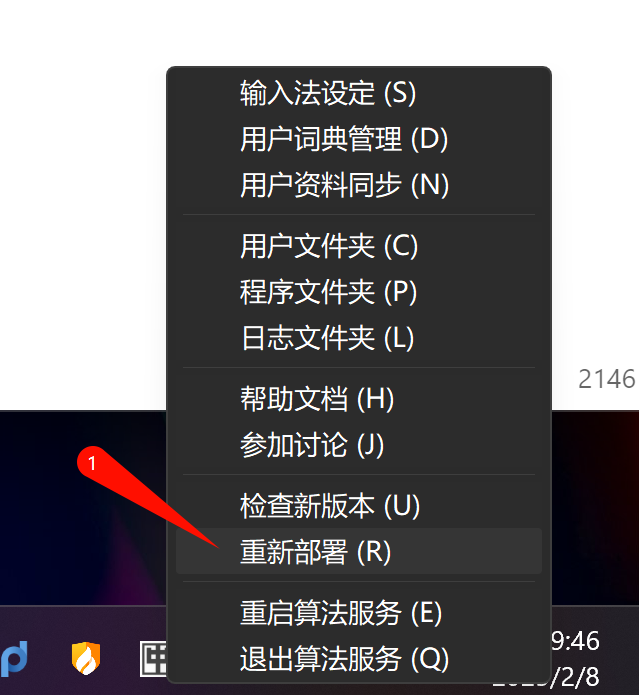 输入法设定 (S)
用户词典管理 (D)
用户资料同步 (N)
用户文件夹 (C)
程序文件夹 (P)
日志文件夹 (L)
2146
帮助文档 (H)
参加讨论 (J)
1
检查新版本 (U)
重新部署 (R)
重启算法服务 (E)
退出算法服务 (Q)
9:46
/2/8